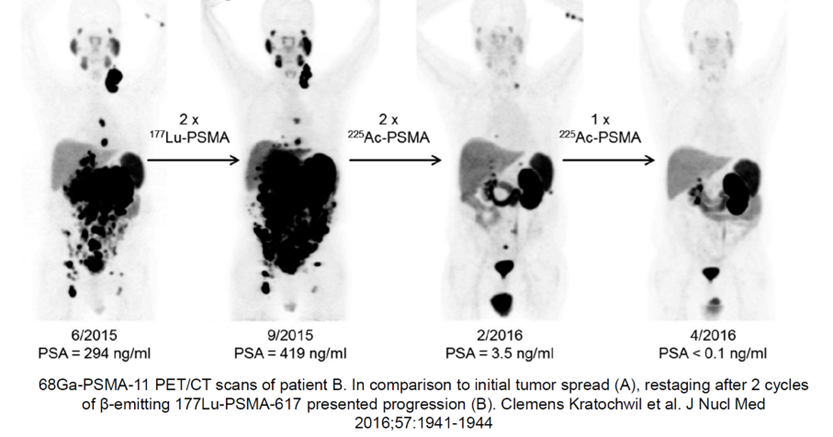 2 x
177Lu-PSMA
2 x
225Ac-PSMA
1 x
225Ac-PSMA
6/2015
PSA = 294 ng/ml
9/2015
PSA = 419 ng/ml
2/2016
PSA = 3.5 ng/ml
4/2016
PSA < 0.1 ng/ml
68Ga-PSMA-11 PET/CT scans of patient B. In comparison to initial tumor spread (A), restaging after 2 cycles
of β-emitting 177Lu-PSMA-617 presented progression (B). Clemens Kratochwil et al. J Nucl Med
2016;57:1941-1944